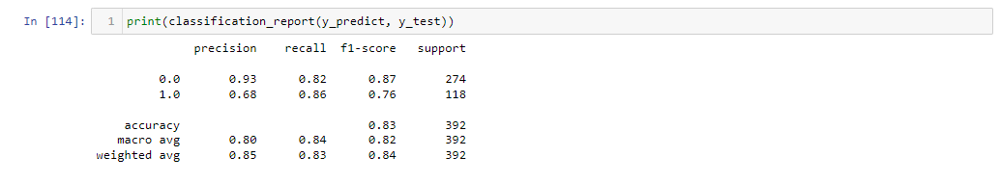 In [114]: 1 print(classification_report(y_predict, y_test))
precision recall f1-score support
0.0 0.93 0.82 0.87 274
1.0 0.68 0.86 0.76 118
accuracy 0.83 392
macro avg 0.80 0.84 0.82 392
weighted avg 0.85 0.83 0.84 392